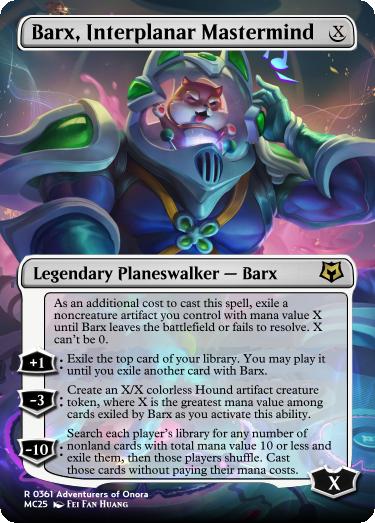 Barx, Interplanar Mastermind X
Legendary Planeswalker — Barx
As an additional cost to cast this spell, exile a
noncreature artifact you control with mana value X
until Barx leaves the battlefield or fails to resolve. X
can't be 0.
+1: Exile the top card of your library. You may play it
until you exile another card with Barx.
-3: Create an X/X colorless Hound artifact creature
token, where X is the greatest mana value among
cards exiled by Barx as you activate this ability.
-10: Search each player's library for any number of
nonland cards with total mana value 10 or less and
exile them, then those players shuffle. Cast
those cards without paying their mana costs.
X
R 0361 Adventurers of Onora
MC25 Fei Fan Huang